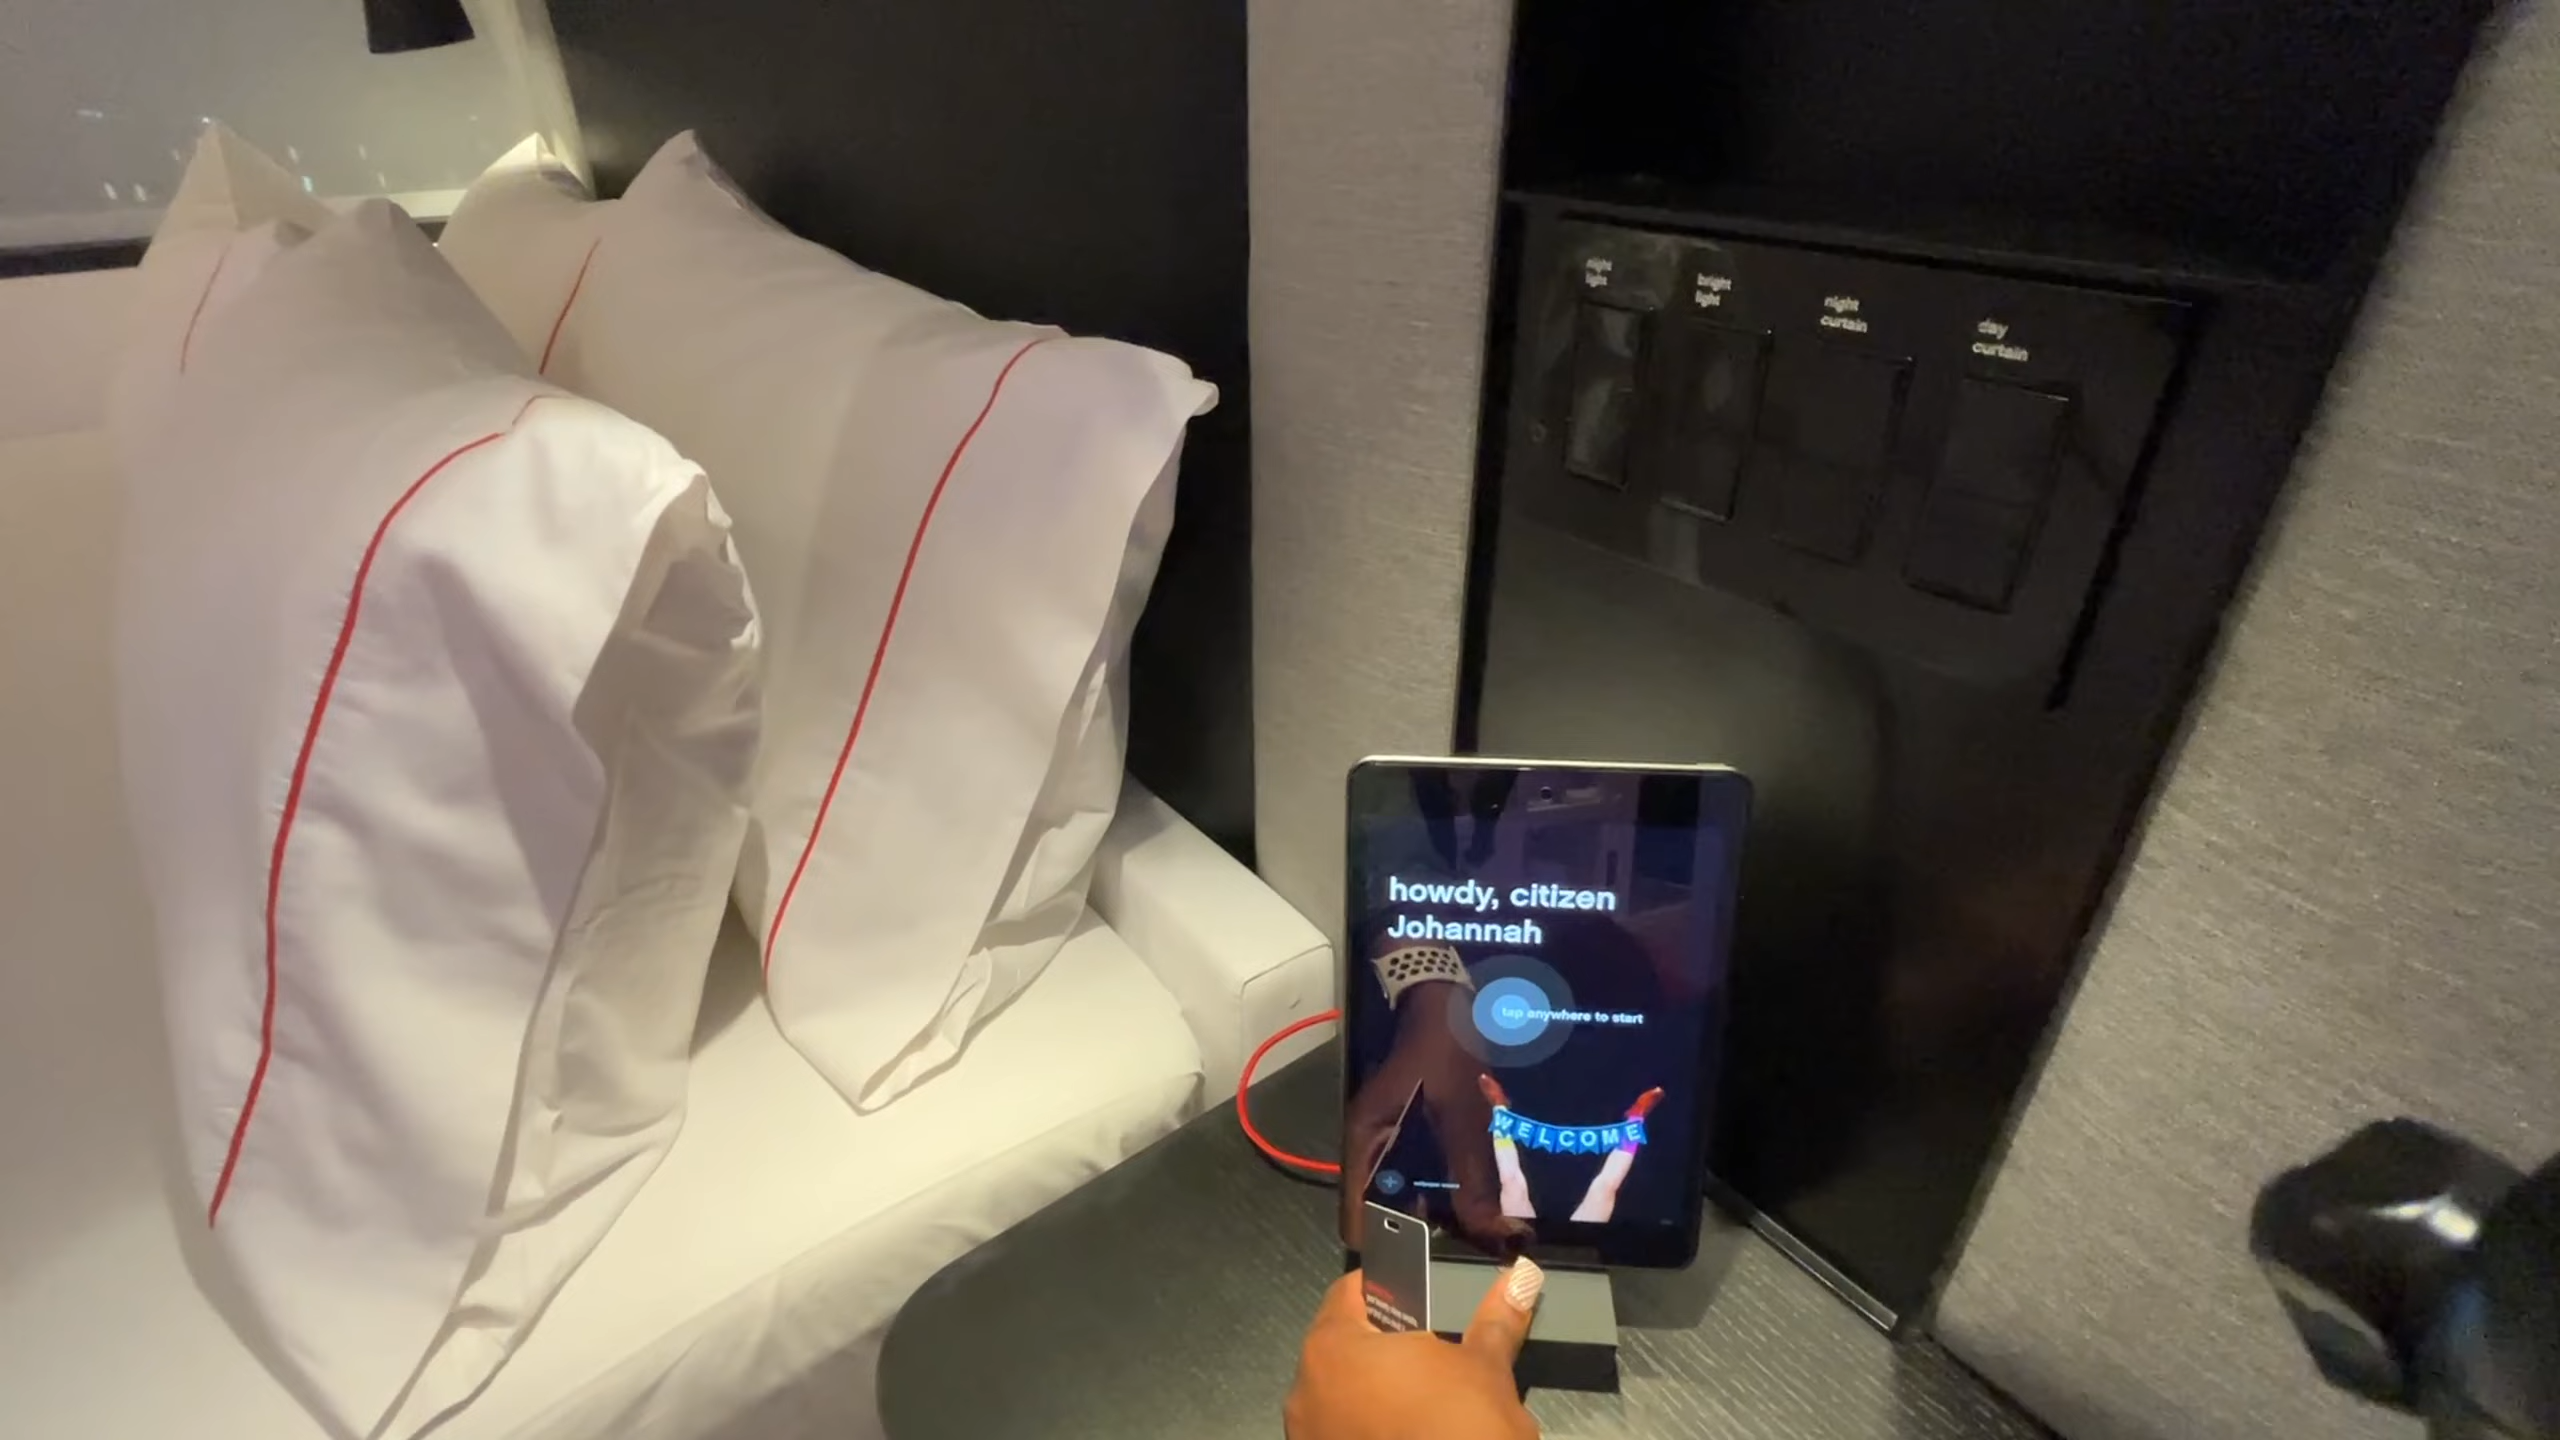 night
light
bright
light
night
curtain
day
curtain
howdy, citizen
Johannah
tap anywhere to start
WELCOME